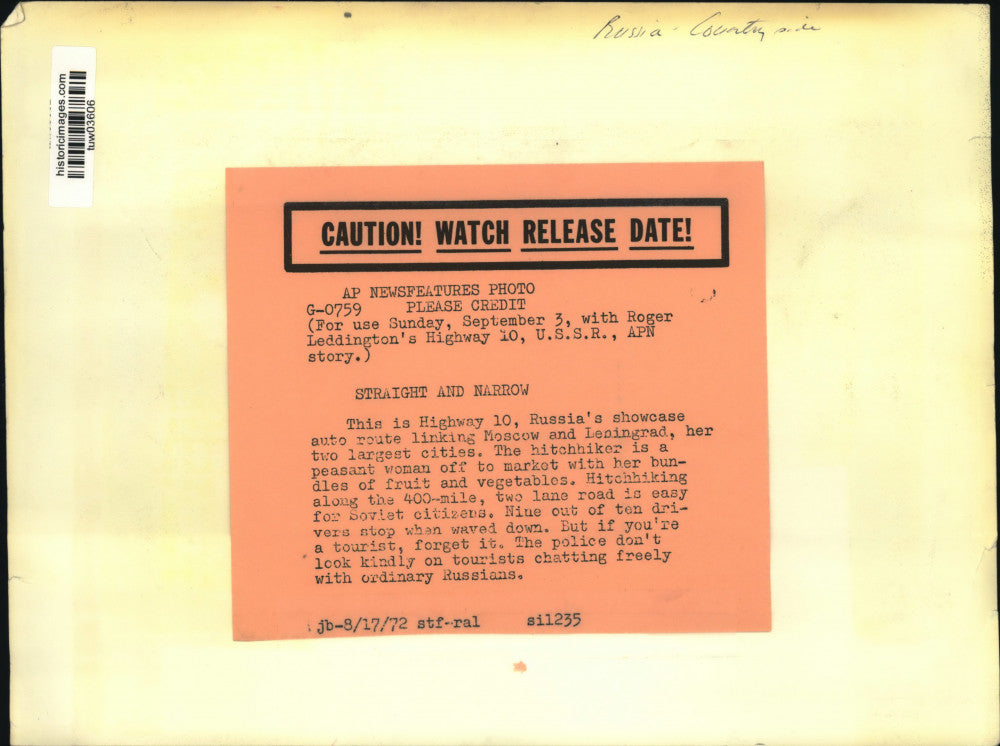 Russia - Countryside
historicimages.com
tuw03606
CAUTION! WATCH RELEASE DATE!
AP NEWSFEATURES PHOTO
G-0759 PLEASE CREDIT
(For use Sunday, September 3, with Roger
Leddington's Highway 10, U.S.S.R., APN
story.)
STRAIGHT AND NARROW
This is Highway 10, Russia's showcase
auto route linking Moscow and Leningrad, her
two largest cities. The hitchhiker is a
peasant woman off to market with her bun-
dles of fruit and vegetables. Hitchhiking
along the 400-mile, two lane road is easy
for Soviet citizens. Nine out of ten dri-
vers stop when waved down. But if you're
a tourist, forget it. The police don't
look kindly on tourists chatting freely
with ordinary Russians.
jb-8/17/72 stf-ral sil235